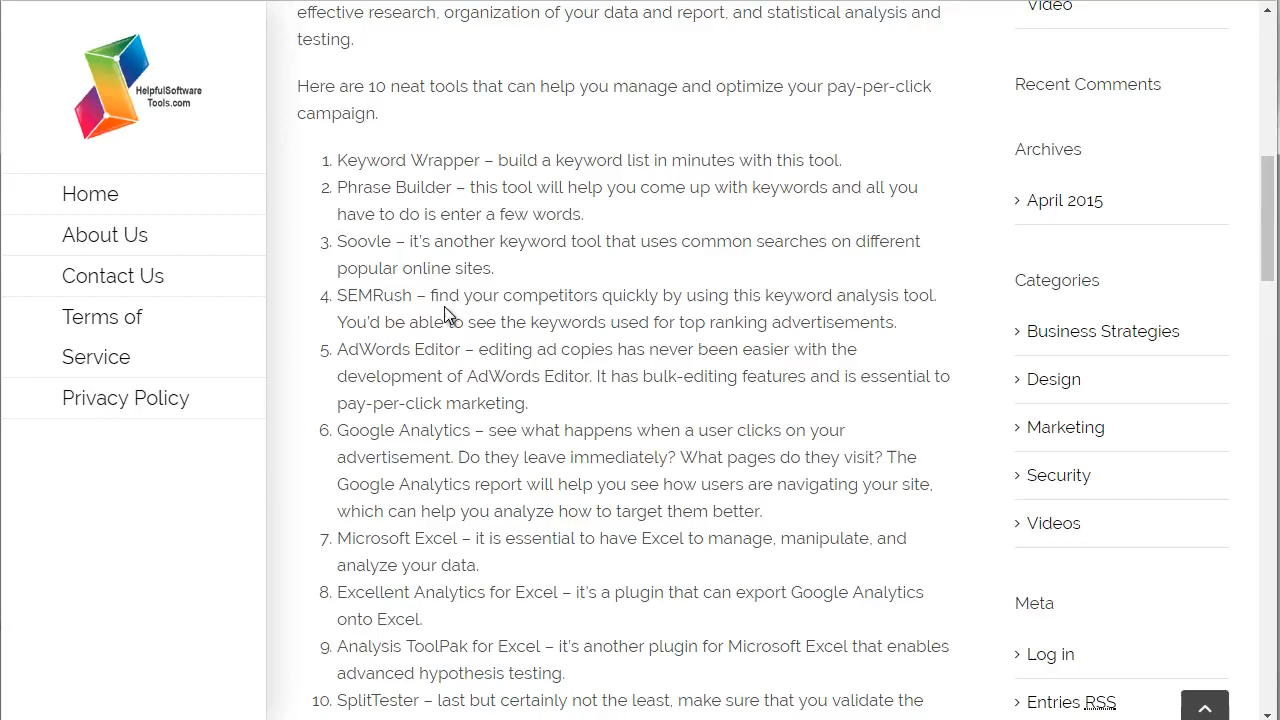 HelpfulSoftware
Tools.com
Home
About Us
Contact Us
Terms of
Service
Privacy Policy
effective research, organization of your data and report, and statistical analysis and
testing.
Here are 10 neat tools that can help you manage and optimize your pay-per-click
campaign.
1. Keyword Wrapper – build a keyword list in minutes with this tool.
2. Phrase Builder – this tool will help you come up with keywords and all you
have to do is enter a few words.
3. Soovle – it's another keyword tool that uses common searches on different
popular online sites.
4. SEMRush – find your competitors quickly by using this keyword analysis tool.
You'd be able to see the keywords used for top ranking advertisements.
5. AdWords Editor – editing ad copies has never been easier with the
development of AdWords Editor. It has bulk-editing features and is essential to
pay-per-click marketing.
6. Google Analytics – see what happens when a user clicks on your
advertisement. Do they leave immediately? What pages do they visit? The
Google Analytics report will help you see how users are navigating your site,
which can help you analyze how to target them better.
7. Microsoft Excel – it is essential to have Excel to manage, manipulate, and
analyze your data.
8. Excellent Analytics for Excel – it's a plugin that can export Google Analytics
onto Excel.
9. Analysis ToolPak for Excel – it's another plugin for Microsoft Excel that enables
advanced hypothesis testing.
10. SplitTester – last but certainly not the least, make sure that you validate the
Video
Recent Comments
Archives
April 2015
Categories
Business Strategies
Design
Marketing
Security
Videos
Meta
Log in
Entries RSS